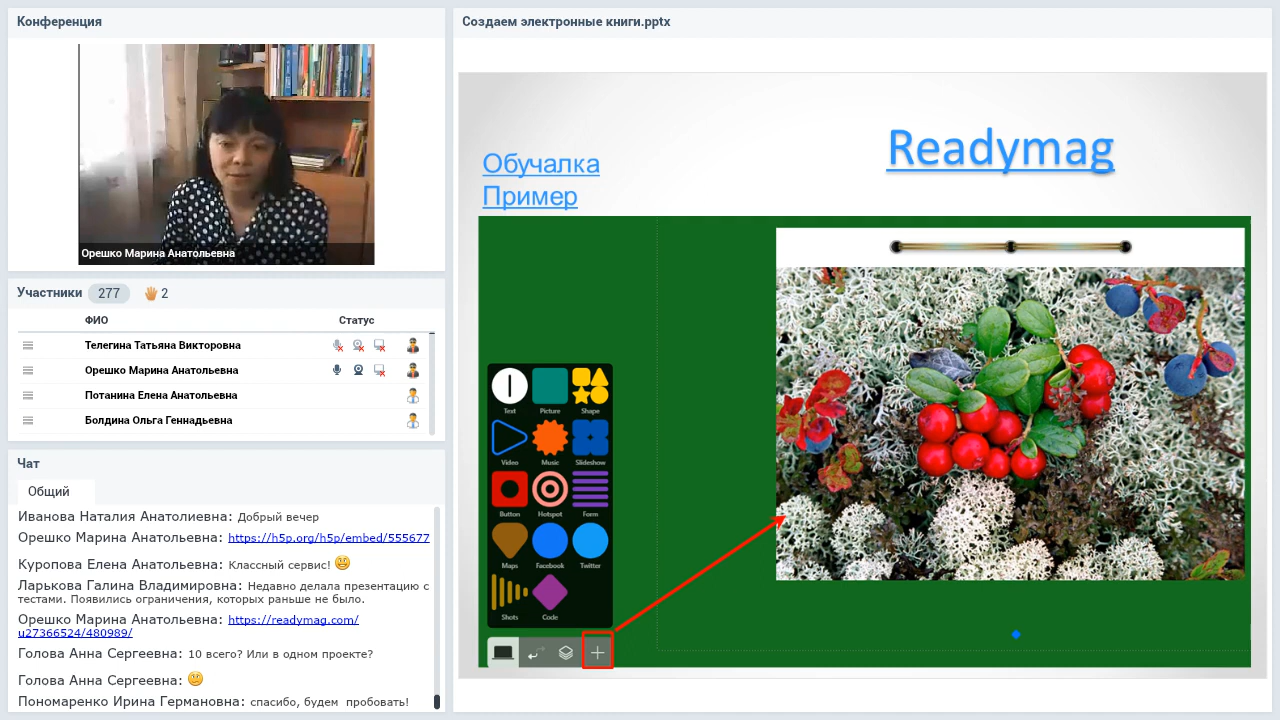 Конференция
Орешко Марина Анатольевна
Участники 277 2
ФИО Статус
Телегина Татьяна Викторовна
Орешко Марина Анатольевна
Потанина Елена Анатольевна
Болдина Ольга Геннадьевна
Чат
Общий
Иванова Наталия Анатолиевна: Добрый вечер
Орешко Марина Анатольевна: https://h5p.org/h5p/embed/555677
Куропова Елена Анатольевна: Классный сервис!
Ларькова Галина Владимировна: Недавно делала презентацию с
тестами. Появились ограничения, которых раньше не было.
Орешко Марина Анатольевна: https://readymag.com/
u27366524/480989/
Голова Анна Сергеевна: 10 всего? Или в одном проекте?
Голова Анна Сергеевна:
Пономаренко Ирина Германовна: спасибо, будем пробовать!
Создаем электронные книги.pptx
Readymag
Обучалка
Пример
Text Picture Shape
Video Music Slideshow
Button Hotspot Form
Maps Facebook Twitter
Shots Code